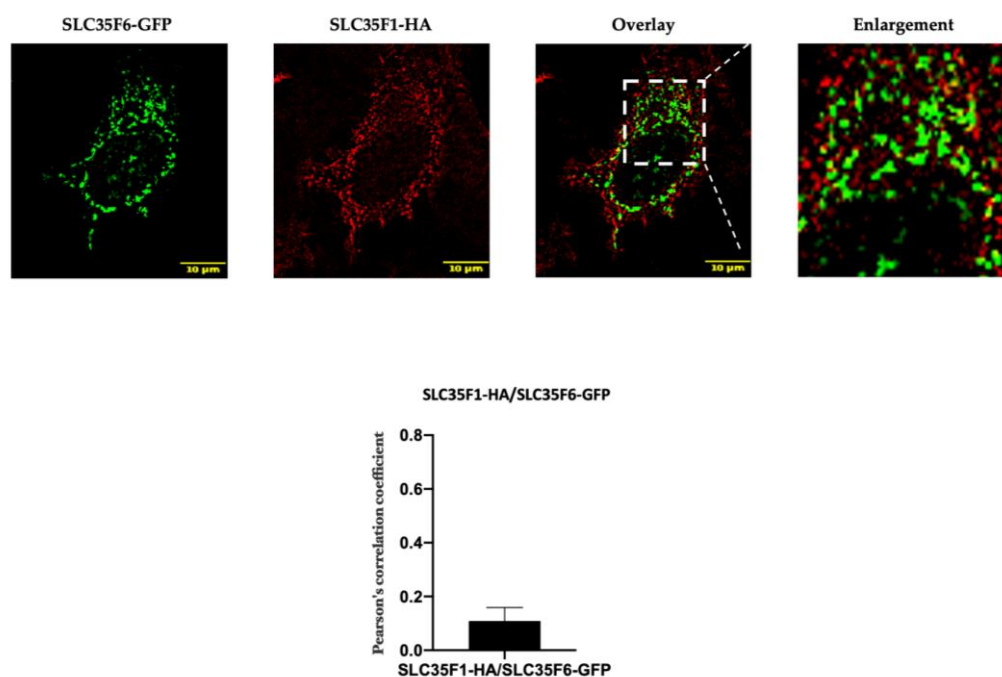 SLC35F6-GFP SLC35F1-HA Overlay Enlargement
10 µm 10 µm 10 µm
SLC35F1-HA/SLC35F6-GFP
Pearson's correlation coefficient
0.8
0.6
0.4
0.2
0.0
SLC35F1-HA/SLC35F6-GFP